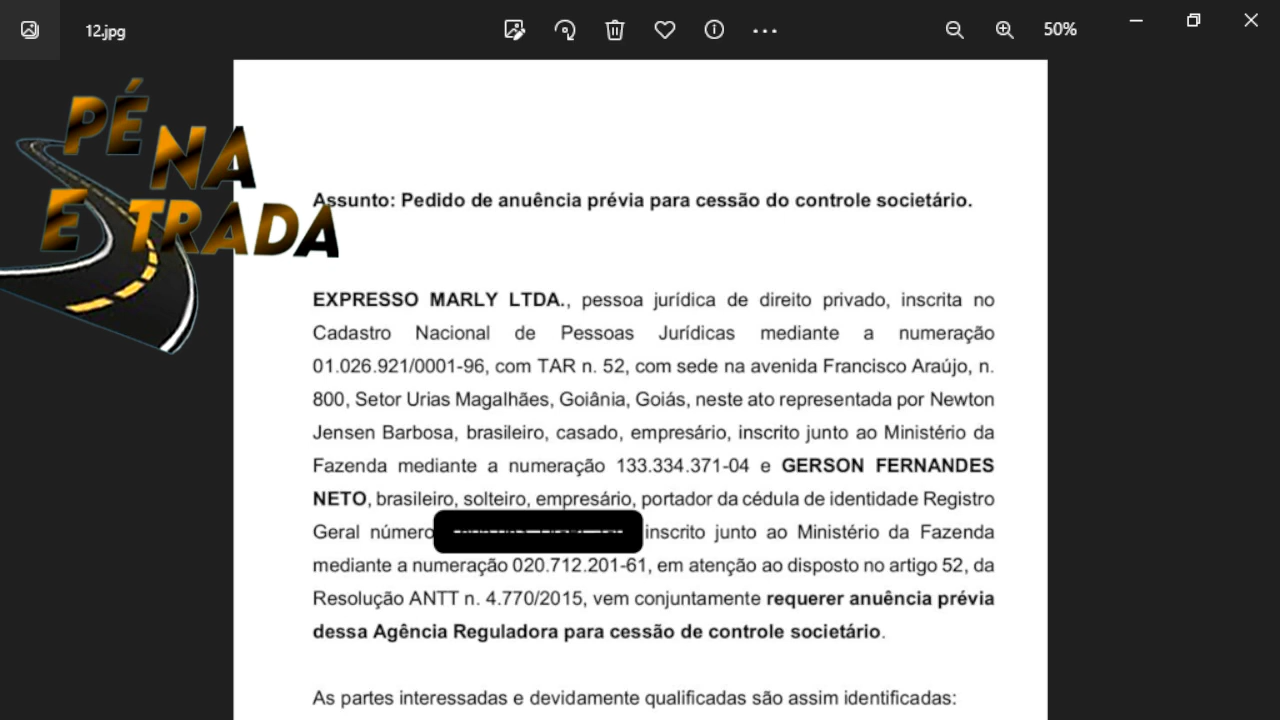 12.jpg
50%
PÉ
NA
E TRADA
Assunto: Pedido de anuência prévia para cessão do controle societário.
EXPRESSO MARLY LTDA., pessoa jurídica de direito privado, inscrita no
Cadastro Nacional de Pessoas Jurídicas mediante a numeração
01.026.921/0001-96, com TAR n. 52, com sede na avenida Francisco Araújo, n.
800, Setor Urias Magalhães, Goiânia, Goiás, neste ato representada por Newton
Jensen Barbosa, brasileiro, casado, empresário, inscrito junto ao Ministério da
Fazenda mediante a numeração 133.334.371-04 e GERSON FERNANDES
NETO, brasileiro, solteiro, empresário, portador da cédula de identidade Registro
Geral número inscrito junto ao Ministério da Fazenda
mediante a numeração 020.712.201-61, em atenção ao disposto no artigo 52, da
Resolução ANTT n. 4.770/2015, vem conjuntamente requerer anuência prévia
dessa Agência Reguladora para cessão de controle societário.
As partes interessadas e devidamente qualificadas são assim identificadas: